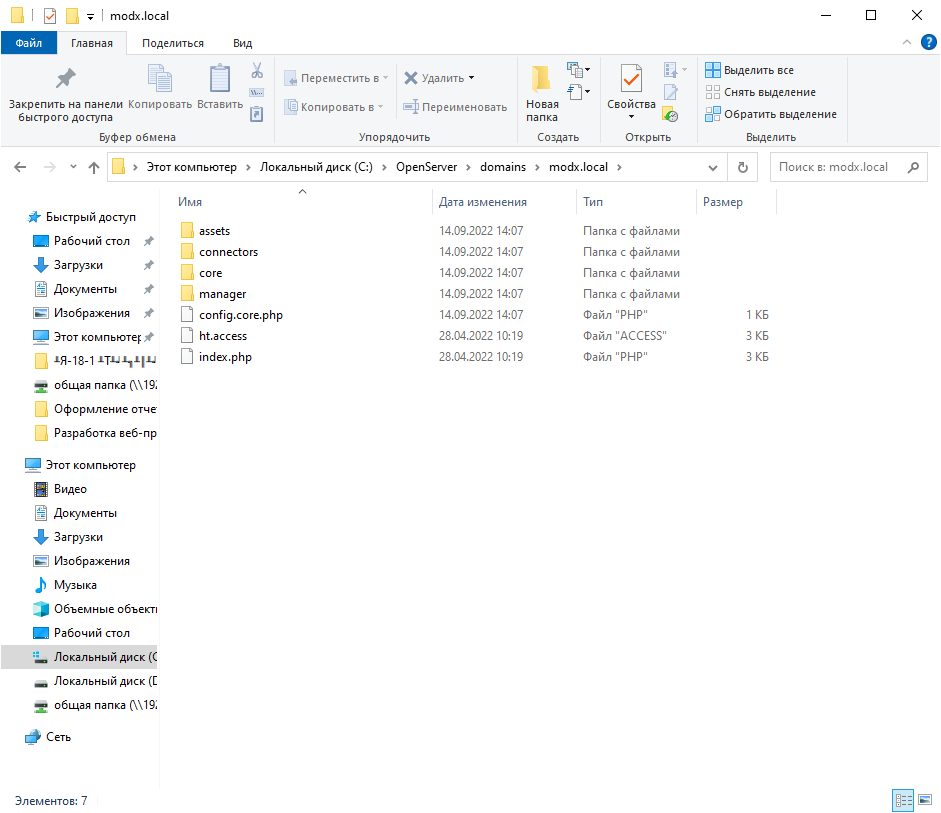 modx.local
Файл Главная Поделиться Вид
Закрепить на панели быстрого доступа
Копировать
Вставить
Переместить в
Копировать в
Удалить
Переименовать
Новая папка
Свойства
Выделить все
Снять выделение
Обратить выделение
Буфер обмена Упорядочить Создать Открыть Выделить
Этот компьютер Локальный диск (C:) OpenServer domains modx.local
Поиск в: modx.local
Быстрый доступ
Рабочий стол
Загрузки
Документы
Изображения
Этот компьютер
общая папка (\\192
Оформление отче
Разработка веб-пр
Этот компьютер
Видео
Документы
Загрузки
Изображения
Музыка
Объемные объекты
Рабочий стол
Локальный диск (C
Локальный диск (D
общая папка (\\192
Сеть
Имя Дата изменения Тип Размер
assets 14.09.2022 14:07 Папка с файлами
connectors 14.09.2022 14:07 Папка с файлами
core 14.09.2022 14:07 Папка с файлами
manager 14.09.2022 14:07 Папка с файлами
config.core.php 14.09.2022 14:07 Файл "PHP" 1 КБ
ht.access 28.04.2022 10:19 Файл "ACCESS" 3 КБ
index.php 28.04.2022 10:19 Файл "PHP" 3 КБ
Элементов: 7